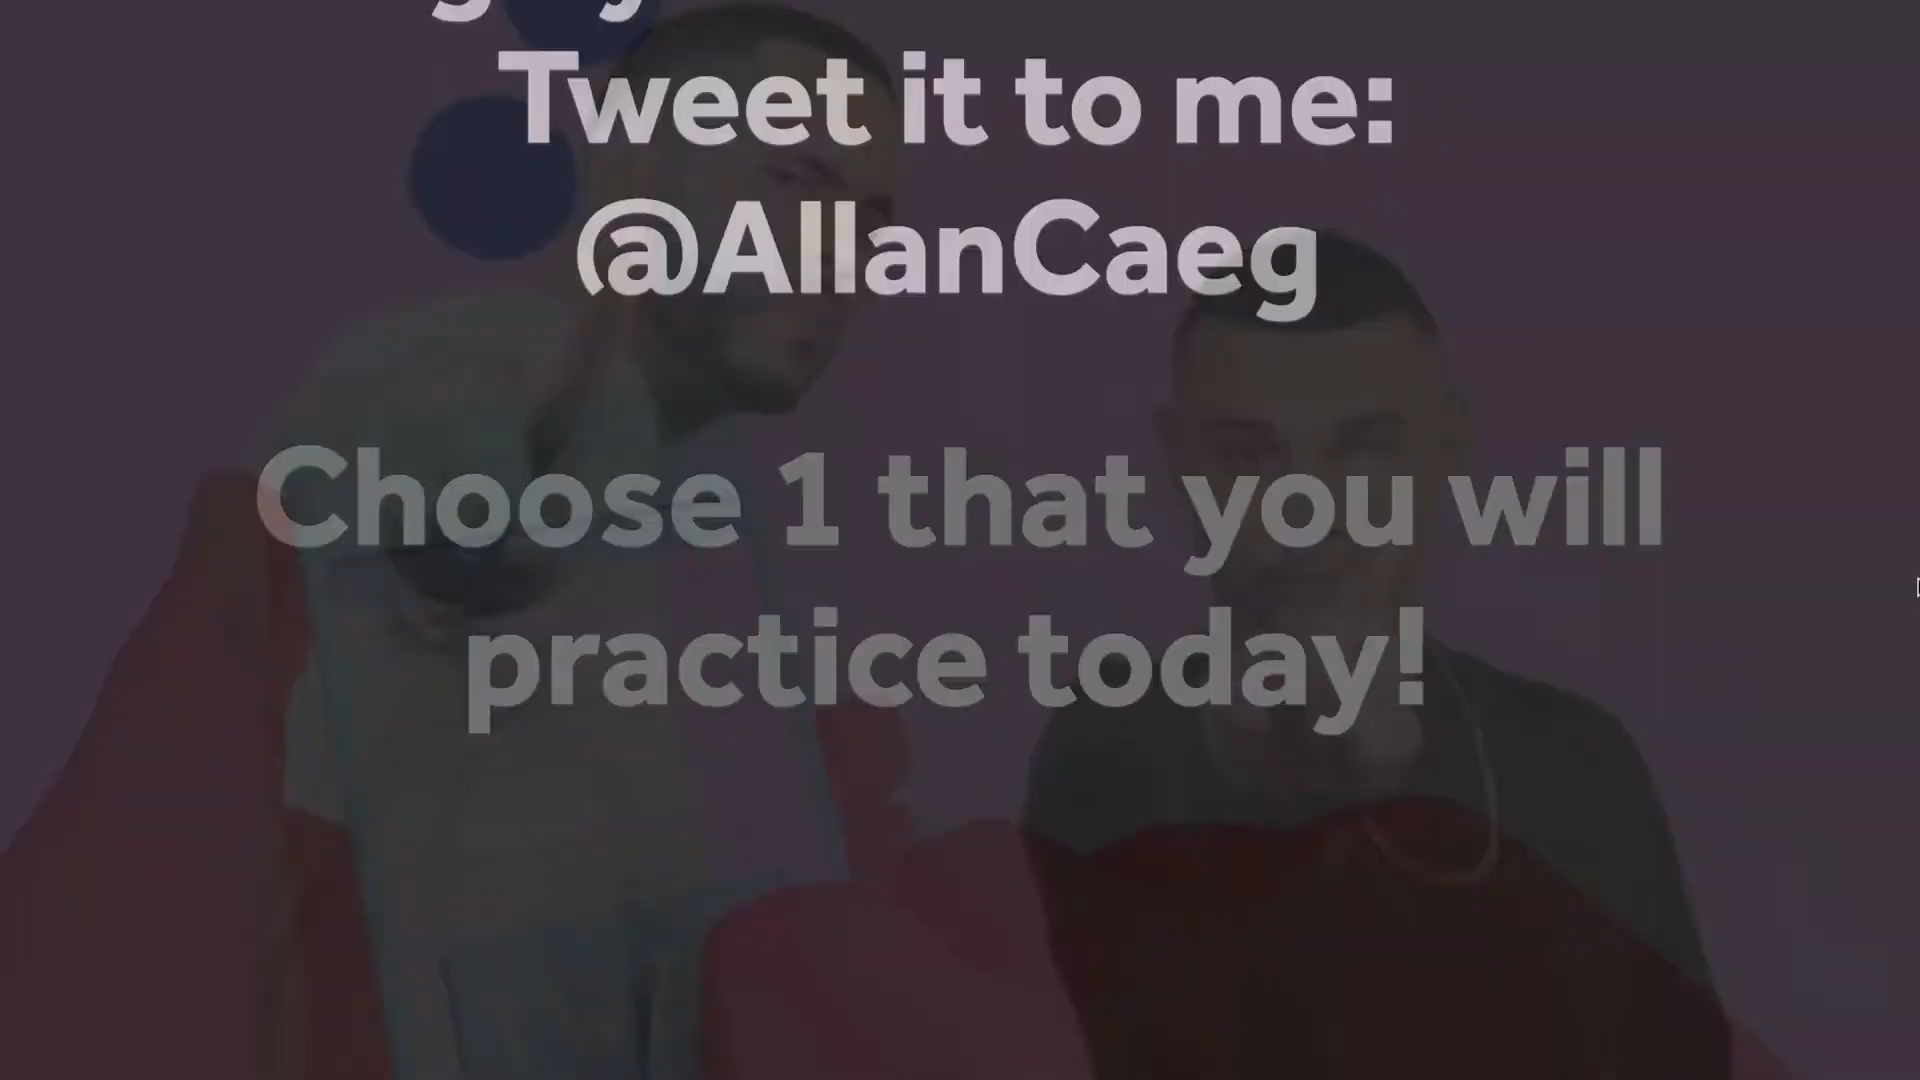 Tweet it to me:
@AllanCaeg
Choose 1 that you will
practice today!